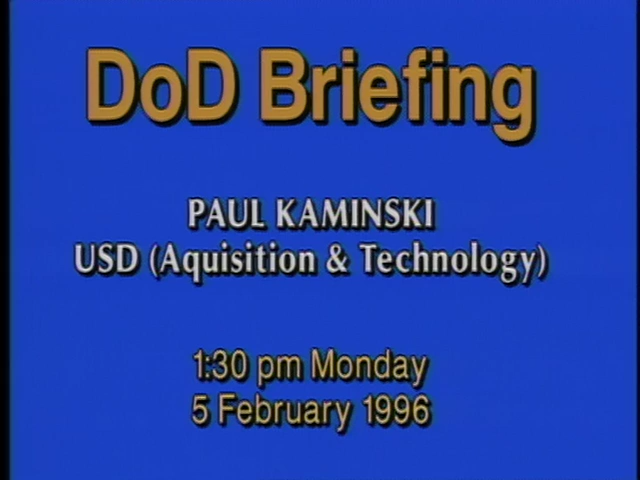 DoD Briefing
PAUL KAMINSKI
USD (Aquisition & Technology)
1:30 pm Monday
5 February 1996